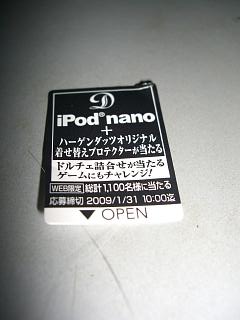 D
iPod® nano
+
ハーゲンダッツオリジナル
着せ替えプロテクターが当たる
ドルチェ詰合せが当たる
ゲームにもチャレンジ!
WEB限定 総計1,100名様に当たる
応募締切 2009/1/31 10:00迄
▼ OPEN